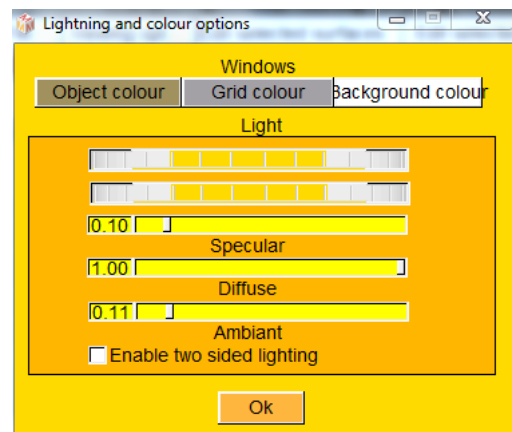 Lightning and colour options
Windows
Object colour Grid colour Background colour
Light
0.10
Specular
1.00
Diffuse
0.11
Ambiant
Enable two sided lighting
Ok